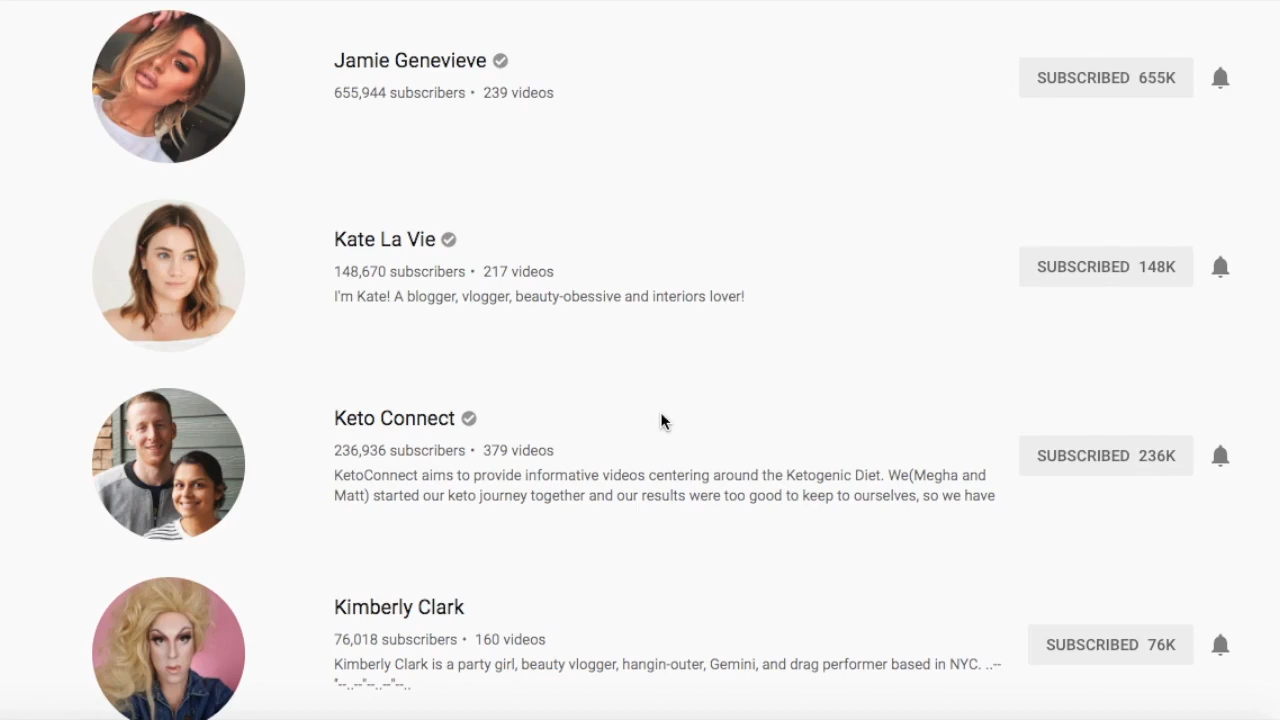 Jamie Genevieve
655,944 subscribers • 239 videos
SUBSCRIBED 655K
Kate La Vie
148,670 subscribers • 217 videos
I'm Kate! A blogger, vlogger, beauty-obessive and interiors lover!
SUBSCRIBED 148K
Keto Connect
236,936 subscribers • 379 videos
KetoConnect aims to provide informative videos centering around the Ketogenic Diet. We(Megha and
Matt) started our keto journey together and our results were too good to keep to ourselves, so we have
SUBSCRIBED 236K
Kimberly Clark
76,018 subscribers • 160 videos
Kimberly Clark is a party girl, beauty vlogger, hangin-outer, Gemini, and drag performer based in NYC. ..--
"--,,--"--,,--"--,,
SUBSCRIBED 76K